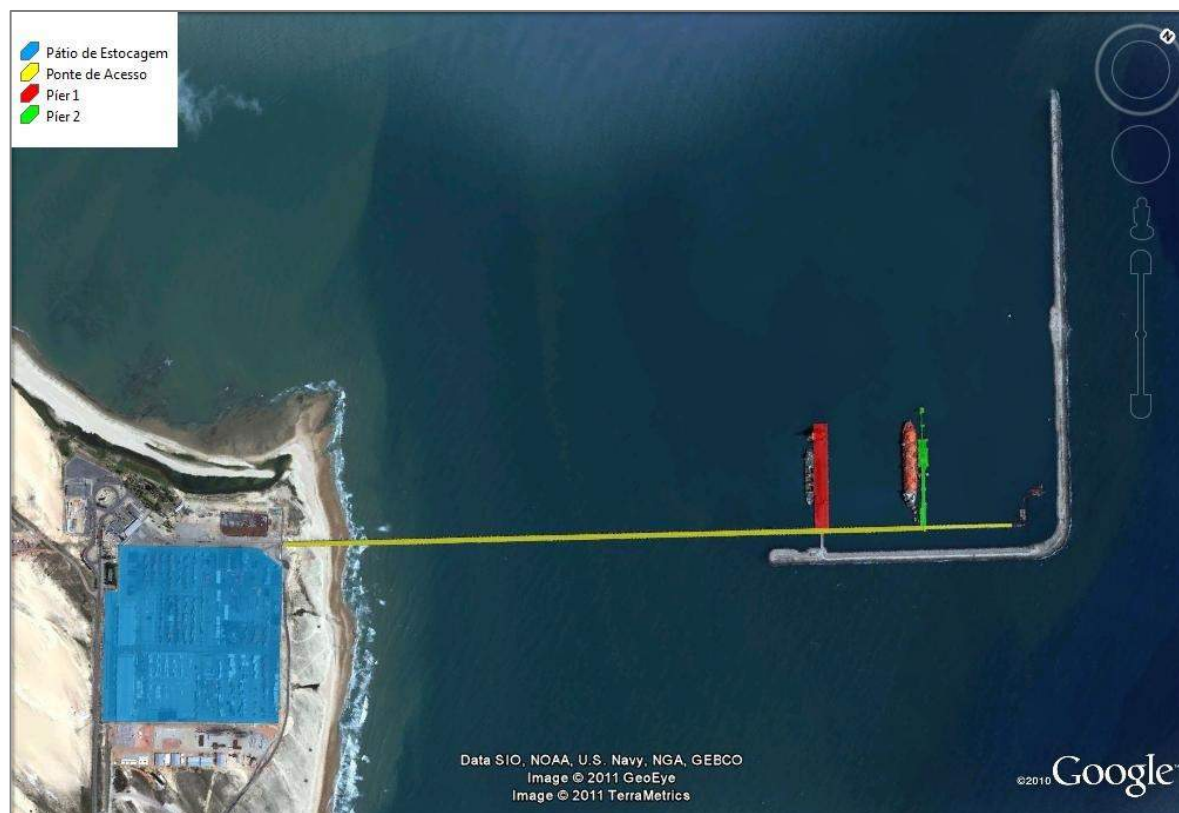 Pátio de Estocagem
Ponte de Acesso
Píer 1
Píer 2
N
Data SIO, NOAA, U.S. Navy, NGA, GEBCO
Image © 2011 GeoEye
Image © 2011 TerraMetrics
©2010 Google™